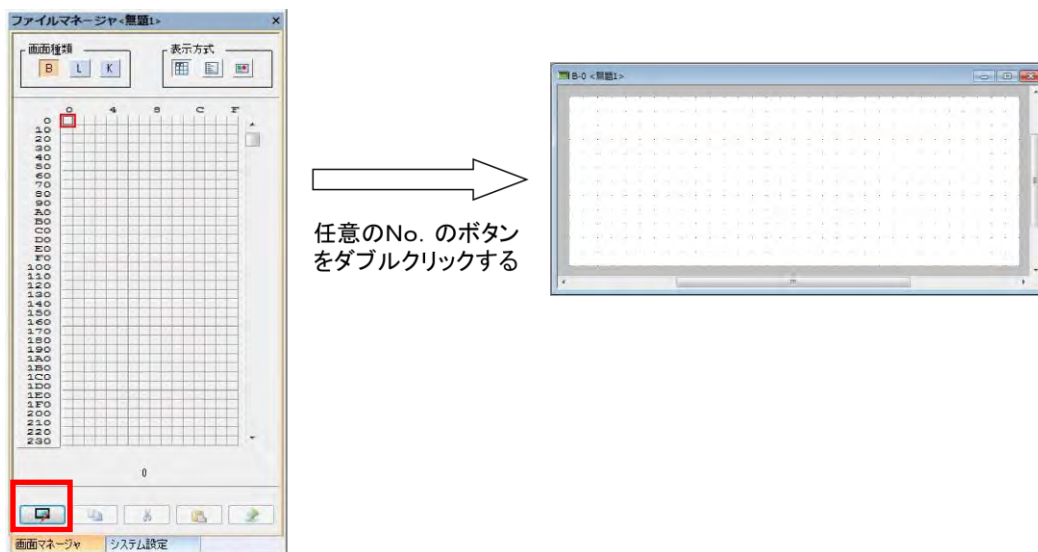 ファイルマネージャ<無題1>
画面種類
表示方式
B L K
0 4 8 C F
0
10
20
30
40
50
60
70
80
90
A0
B0
C0
D0
E0
F0
100
110
120
130
140
150
160
170
180
190
1A0
1B0
1C0
1D0
1E0
1F0
200
210
220
230
0
画面マネージャ システム設定
任意のNo. のボタン
をダブルクリックする
B-0 <無題1>